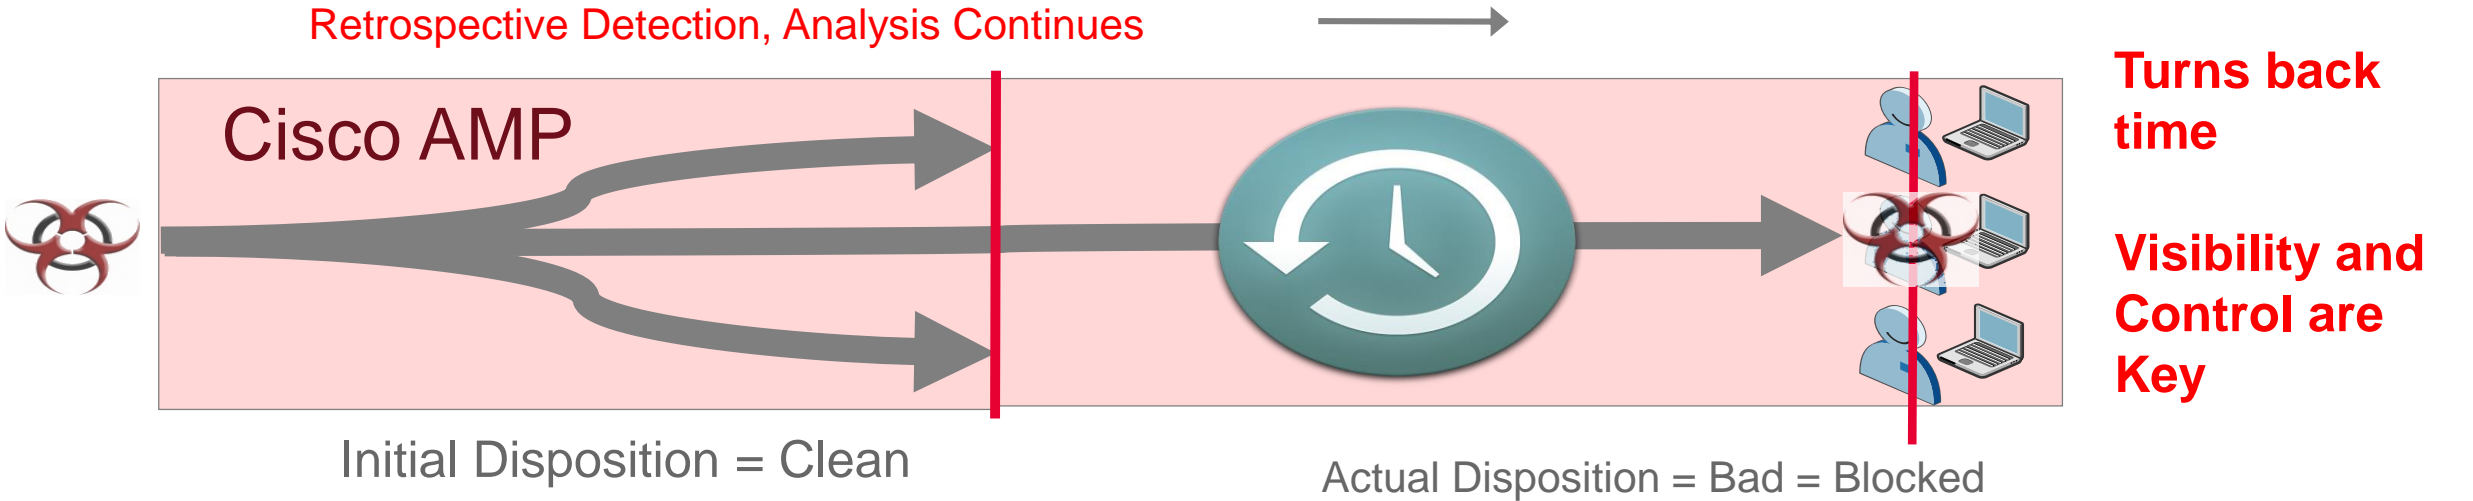 Retrospective Detection, Analysis Continues
Cisco AMP
Turns back
time
Visibility and
Control are
Key
Initial Disposition = Clean
Actual Disposition = Bad = Blocked